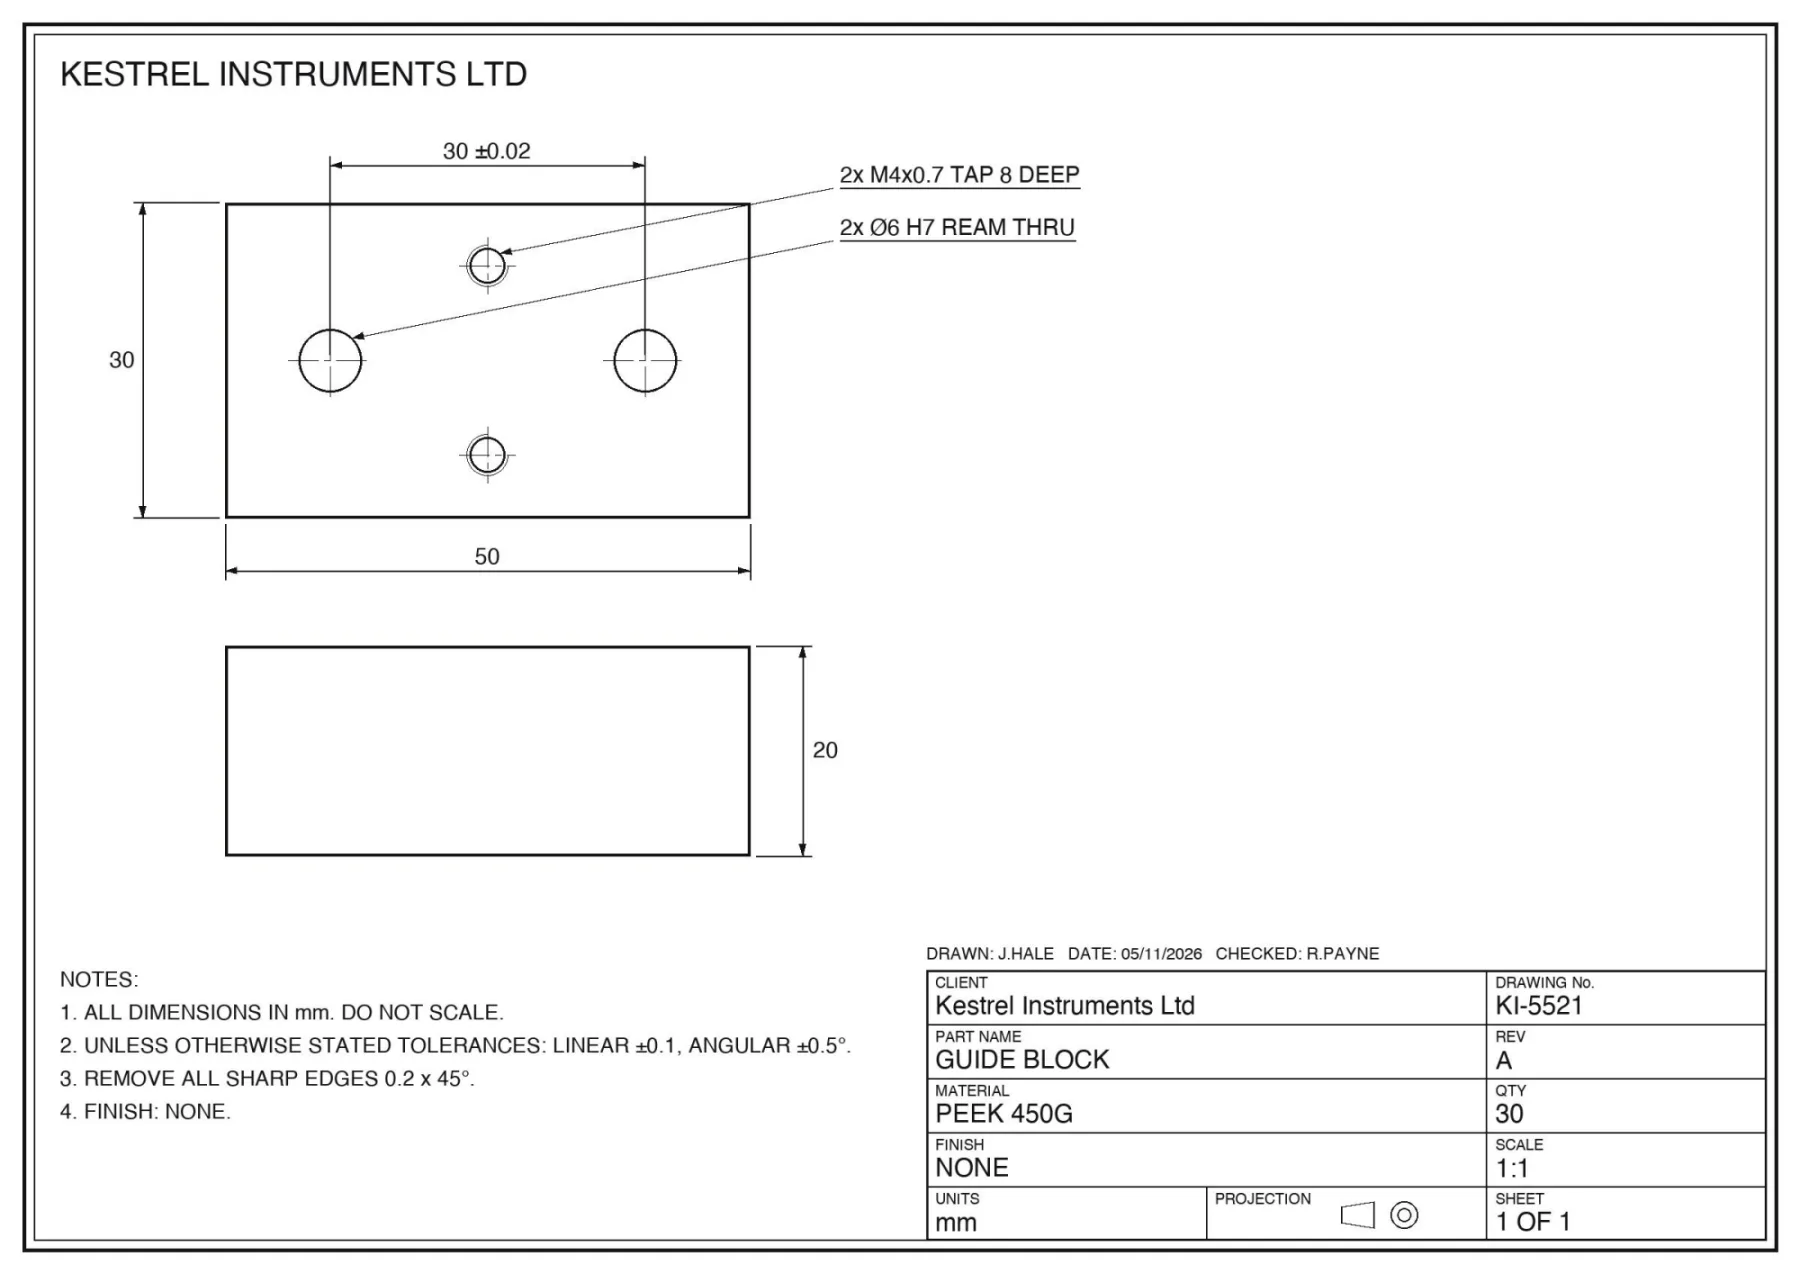 KESTREL INSTRUMENTS LTD
30 ±0.02
2x M4x0.7 TAP 8 DEEP
2x Ø6 H7 REAM THRU
30
50
20
NOTES:
1. ALL DIMENSIONS IN mm. DO NOT SCALE.
2. UNLESS OTHERWISE STATED TOLERANCES: LINEAR ±0.1, ANGULAR ±0.5°.
3. REMOVE ALL SHARP EDGES 0.2 x 45°.
4. FINISH: NONE.
DRAWN: J.HALE DATE: 05/11/2026 CHECKED: R.PAYNE
CLIENT
Kestrel Instruments Ltd
DRAWING No.
KI-5521
PART NAME
GUIDE BLOCK
REV
A
MATERIAL
PEEK 450G
QTY
30
FINISH
NONE
SCALE
1:1
UNITS
mm
PROJECTION
SHEET
1 OF 1